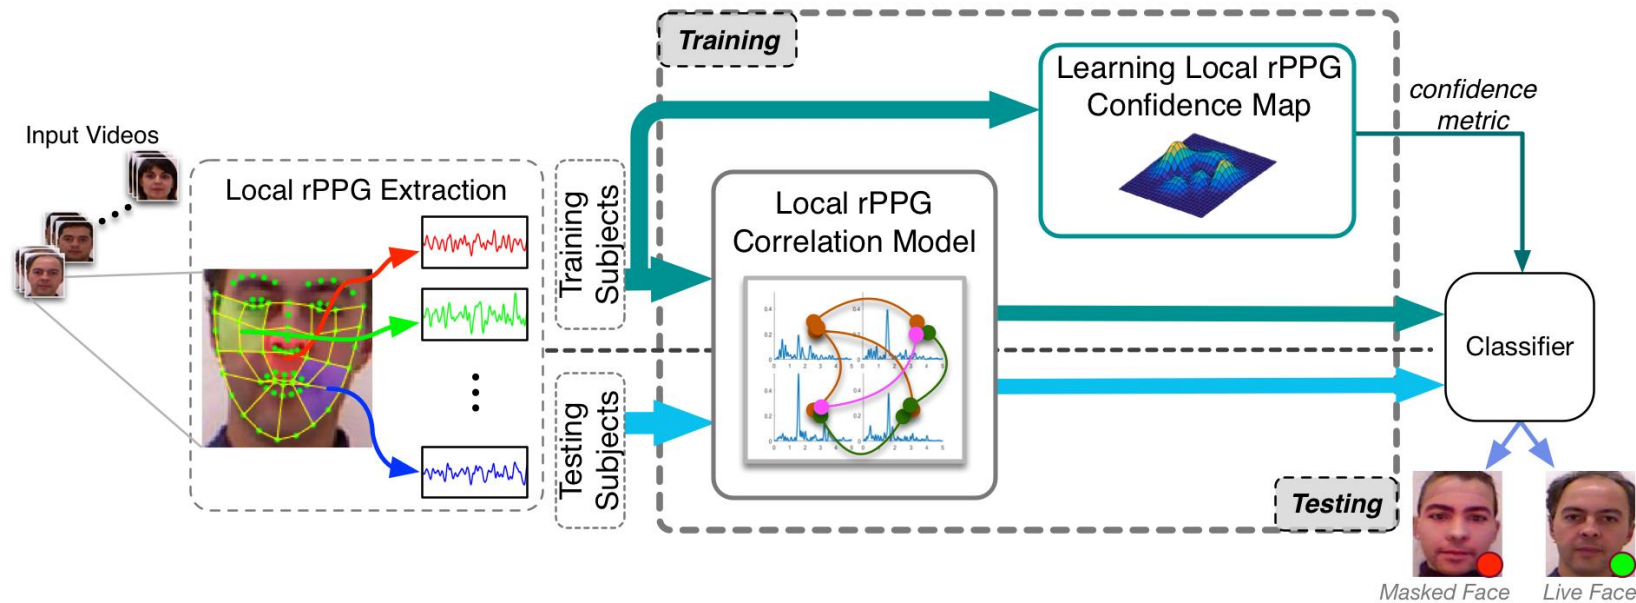 Input Videos
Local rPPG Extraction
Training
Subjects
Testing
Subjects
Training
Local rPPG
Correlation Model
Learning Local rPPG
Confidence Map
confidence
metric
Classifier
Testing
Masked Face
Live Face